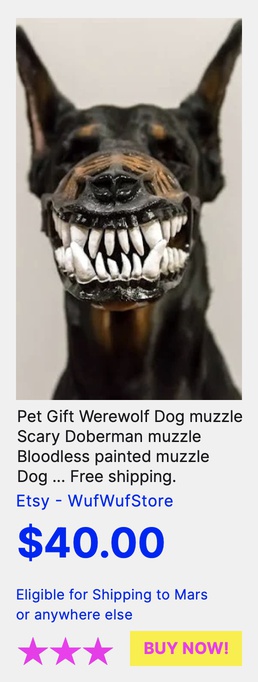 Pet Gift Werewolf Dog muzzle
Scary Doberman muzzle
Bloodless painted muzzle
Dog ... Free shipping.
Etsy - WufWufStore
$40.00
Eligible for Shipping to Mars
or anywhere else
BUY NOW!